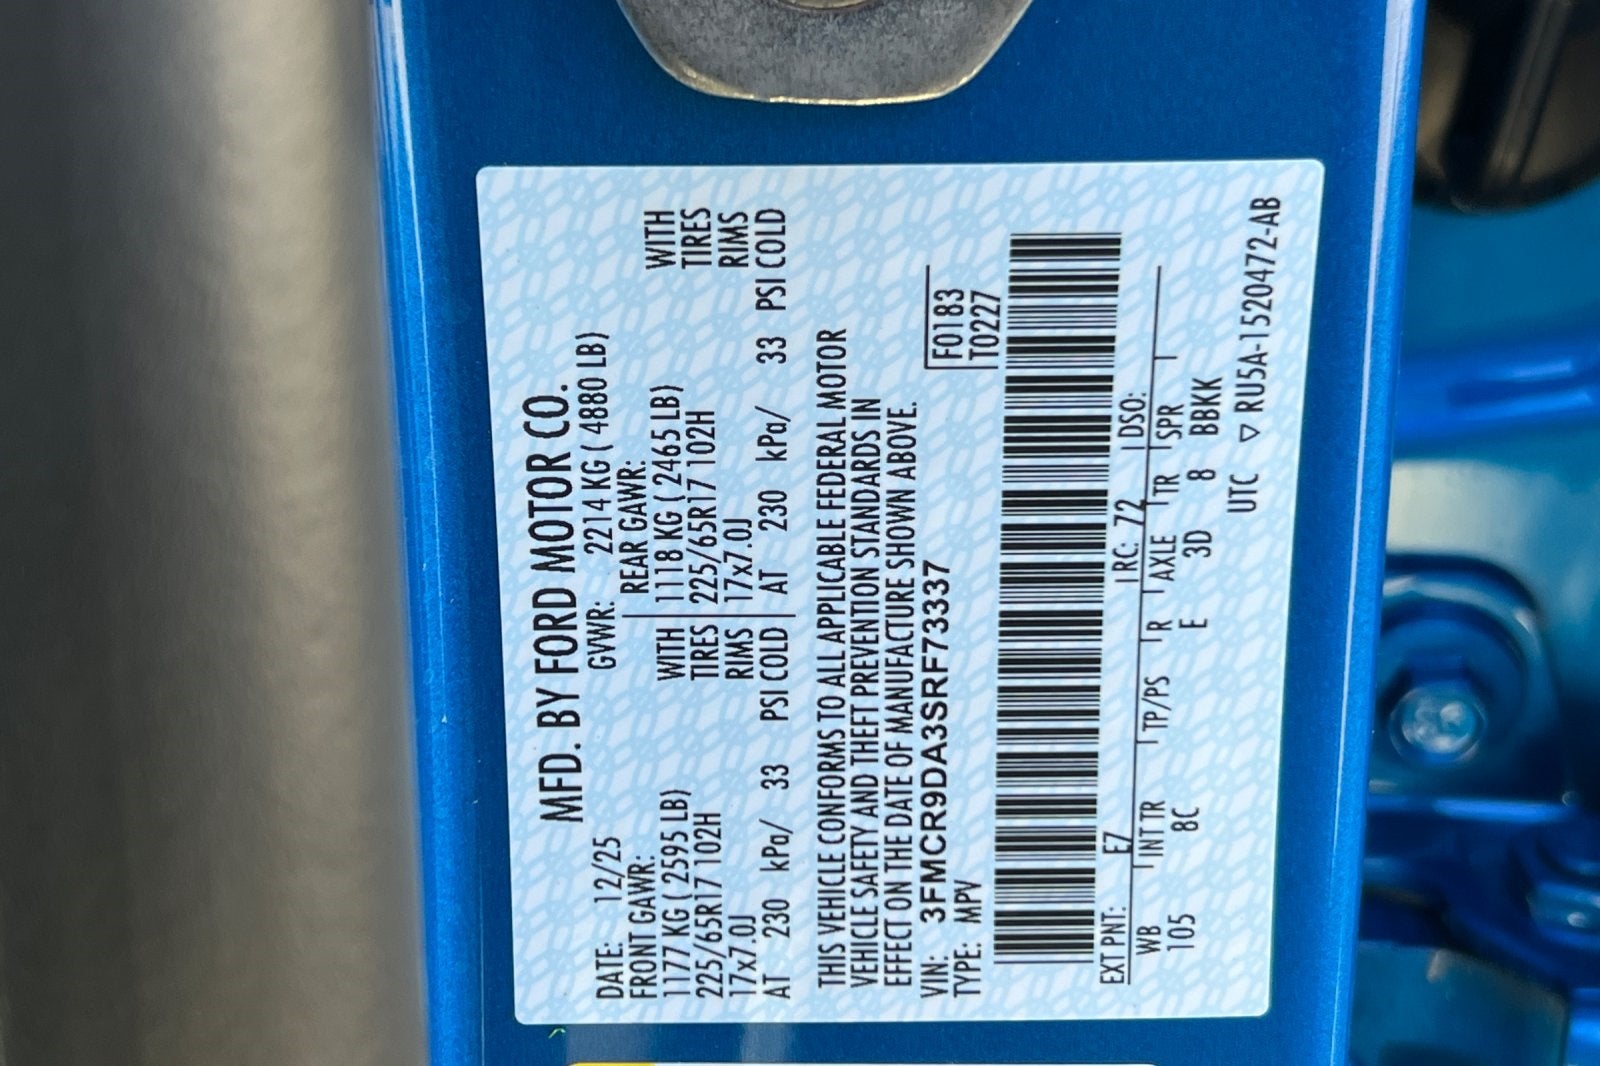 MFD. BY FORD MOTOR CO.
DATE: 12/25 GVWR: 2214 KG ( 4880 LB)
FRONT GAWR: REAR GAWR:
1177 KG ( 2595 LB) WITH 1118 KG ( 2465 LB) WITH
225/65R17 102H TIRES 225/65R17 102H TIRES
17x7.0J RIMS 17x7.0J RIMS
AT 230 kPa/ 33 PSI COLD AT 230 kPa/ 33 PSI COLD
THIS VEHICLE CONFORMS TO ALL APPLICABLE FEDERAL MOTOR
VEHICLE SAFETY AND THEFT PREVENTION STANDARDS IN
EFFECT ON THE DATE OF MANUFACTURE SHOWN ABOVE.
VIN: 3FMCR9DA3SRF73337 F0183
TYPE: MPV T0227
EXT PNT: E7 RC: 72 DSO:
WB INT TR TP/PS R AXLE TR SPR
105 8C E 3D 8 BBKK
UTC ▽ RU5A-1520472-AB